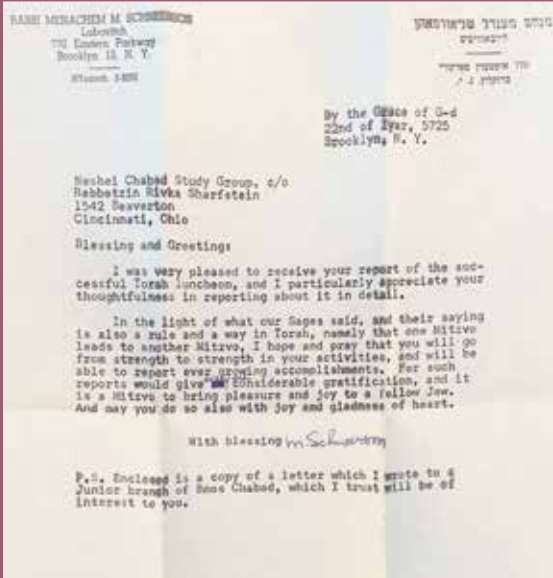 RABBI MENACHEM M. SCHNEERSON
Lubavitch
770 Eastern Parkway
Brooklyn 13, N. Y.
מנחם מענדל שניאורסאהן
ליובאוויטש
By the Grace of G-d
22nd of Iyar, 5725
Brooklyn, N. Y.
Neshei Chabad Study Group, c/o
Rebbetzin Rivka Sharfstein
1542 Beaverton
Cincinnati, Ohio
Blessing and Greeting:
I was very pleased to receive your report of the suc-
cessful Torah luncheon, and I particularly appreciate your
thoughtfulness in reporting about it in detail.
In the light of what our Sages said, and their saying
is also a rule and a way in Torah, namely that one Mitzvo
leads to another Mitzvo, I hope and pray that you will go
from strength to strength in your activities, and will be
able to report ever growing accomplishments. For such
reports would give considerable gratification, and it
is a Mitzvo to bring pleasure and joy to a fellow Jew.
And may you do so also with joy and gladness of heart.
With blessing
P.S. Enclosed is a copy of a letter which I wrote to a
Junior branch of Bnos Chabad, which I trust will be of
interest to you.